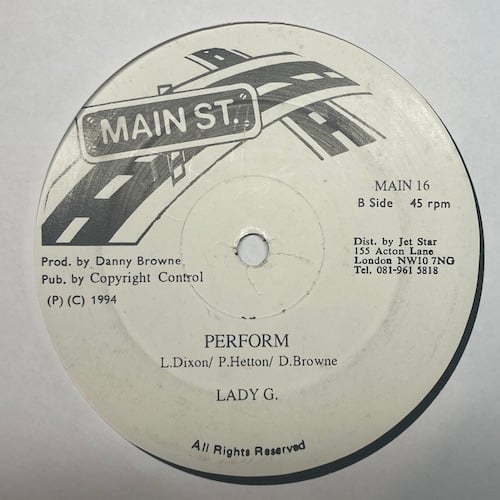 MAIN ST.
MAIN 16
B Side 45 rpm
Prod. by Danny Browne
Pub. by Copyright Control
(P) (C) 1994
Dist. by Jet Star
155 Acton Lane
London NW10 7NG
Tel. 081-961 5818
PERFORM
L.Dixon/ P.Hetton/ D.Browne
LADY G.
All Rights Reserved